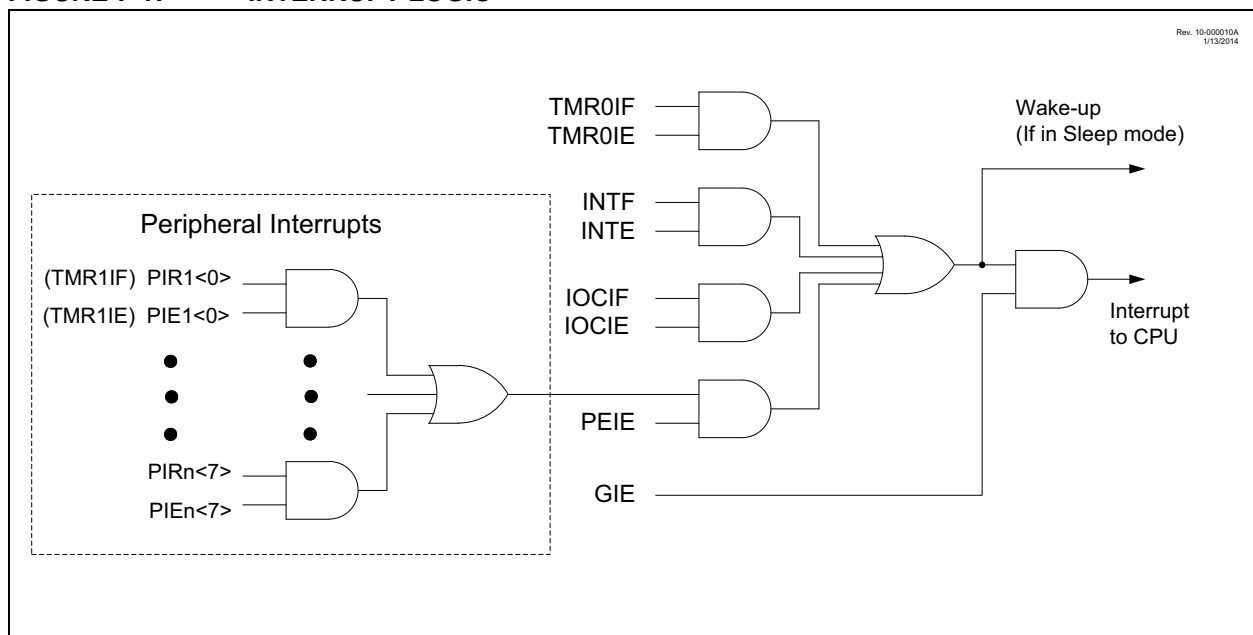 Rev. 10-000010A
1/13/2014
TMR0IF
TMR0IE
Wake-up
(If in Sleep mode)
INTF
INTE
Peripheral Interrupts
(TMR1IF) PIR1<0>
(TMR1IE) PIE1<0>
IOCIF
IOCIE
Interrupt
to CPU
PEIE
PIRn<7>
PIEn<7>
GIE